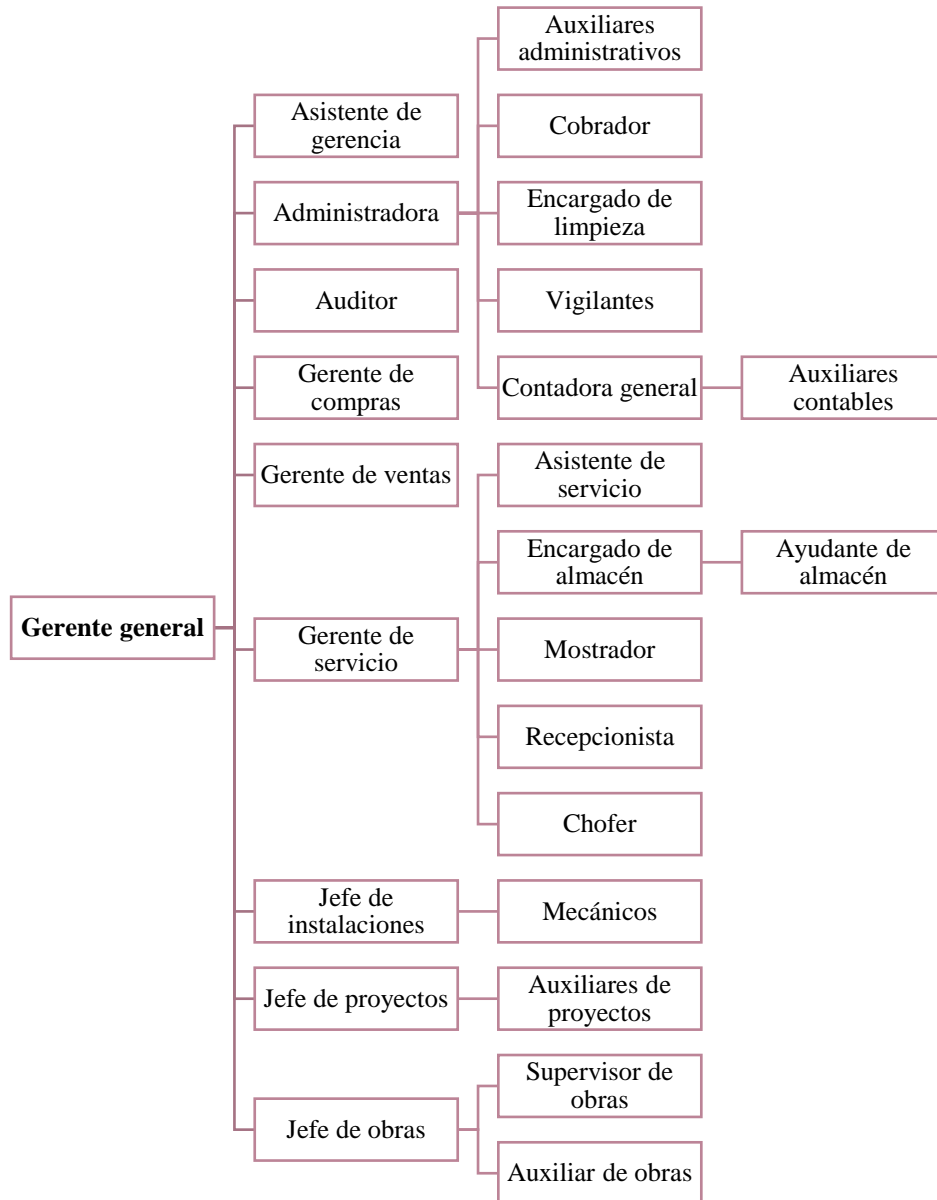 Auxiliares
administrativos
Asistente de
gerencia
Cobrador
Administradora
Encargado de
limpieza
Auditor
Vigilantes
Gerente de
compras
Contadora general
Auxiliares
contables
Gerente de ventas
Asistente de
servicio
Encargado de
almacén
Ayudante de
almacén
Gerente general
Gerente de
servicio
Mostrador
Recepcionista
Chofer
Jefe de
instalaciones
Mecánicos
Jefe de proyectos
Auxiliares de
proyectos
Supervisor de
obras
Jefe de obras
Auxiliar de obras